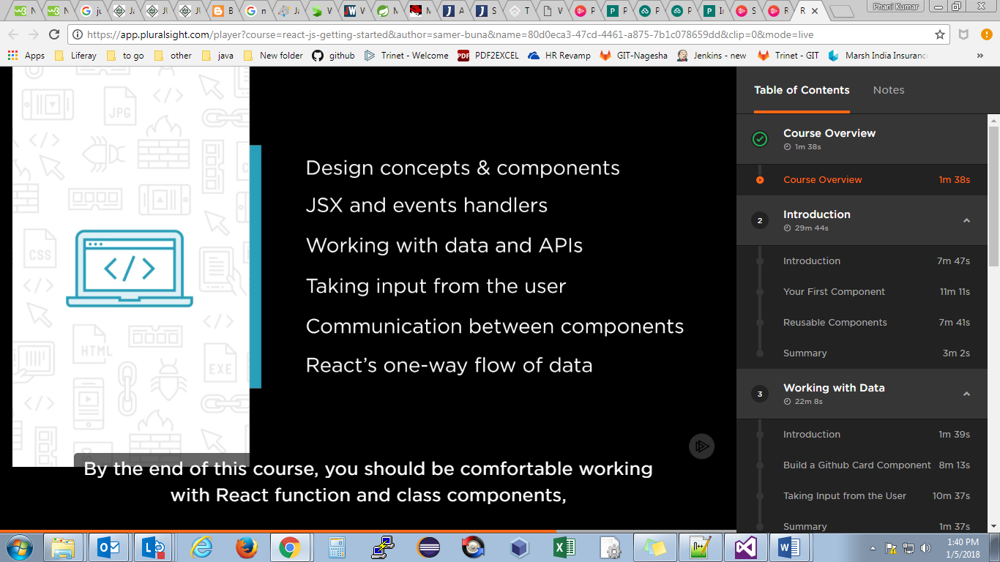 Phani Kumar
https://app.pluralsight.com/player?course=react-js-getting-started&author=samer-buna&name=80d0eca3-47cd-4461-a875-7b1c078659dd&clip=0&mode=live
Apps Liferay to go other java New folder github Trinet - Welcome PDF2EXCEL HR Revamp GIT-Nagesha Jenkins - new Trinet - GIT Marsh India Insuranc
JPG
CSS
HTML
EXE
Design concepts & components
JSX and events handlers
Working with data and APIs
Taking input from the user
Communication between components
React's one-way flow of data
By the end of this course, you should be comfortable working
with React function and class components,
Table of Contents Notes
Course Overview
1m 38s
Course Overview 1m 38s
2 Introduction
29m 44s
Introduction 7m 47s
Your First Component 11m 11s
Reusable Components 7m 41s
Summary 3m 2s
3 Working with Data
22m 8s
Introduction 1m 39s
Build a Github Card Component 8m 13s
Taking Input from the User 10m 37s
Summary 1m 37s
1:40 PM
1/5/2018